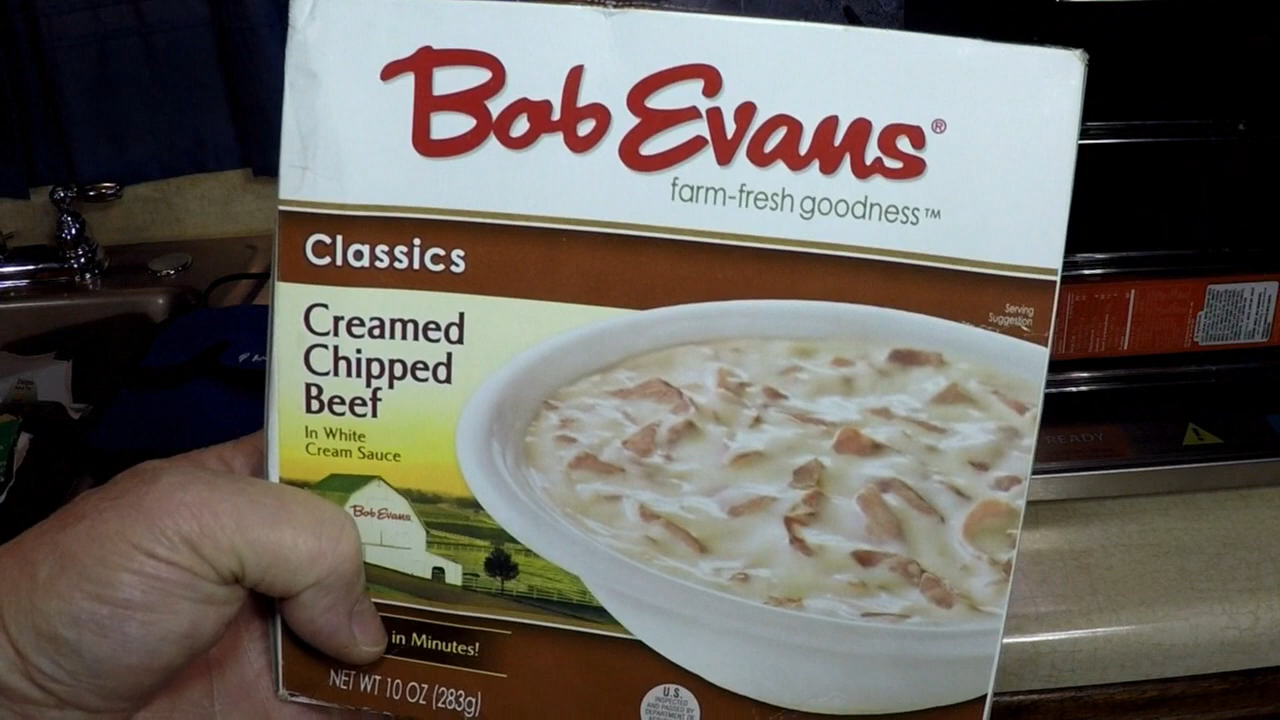 Bob Evans®
farm-fresh goodness™
Classics
Serving
Suggestion
Creamed
Chipped
Beef
In White
Cream Sauce
Bob Evans
in Minutes!
NET WT 10 OZ (283g)
U.S.
INSPECTED
AND PASSED BY
DEPARTMENT OF
READY